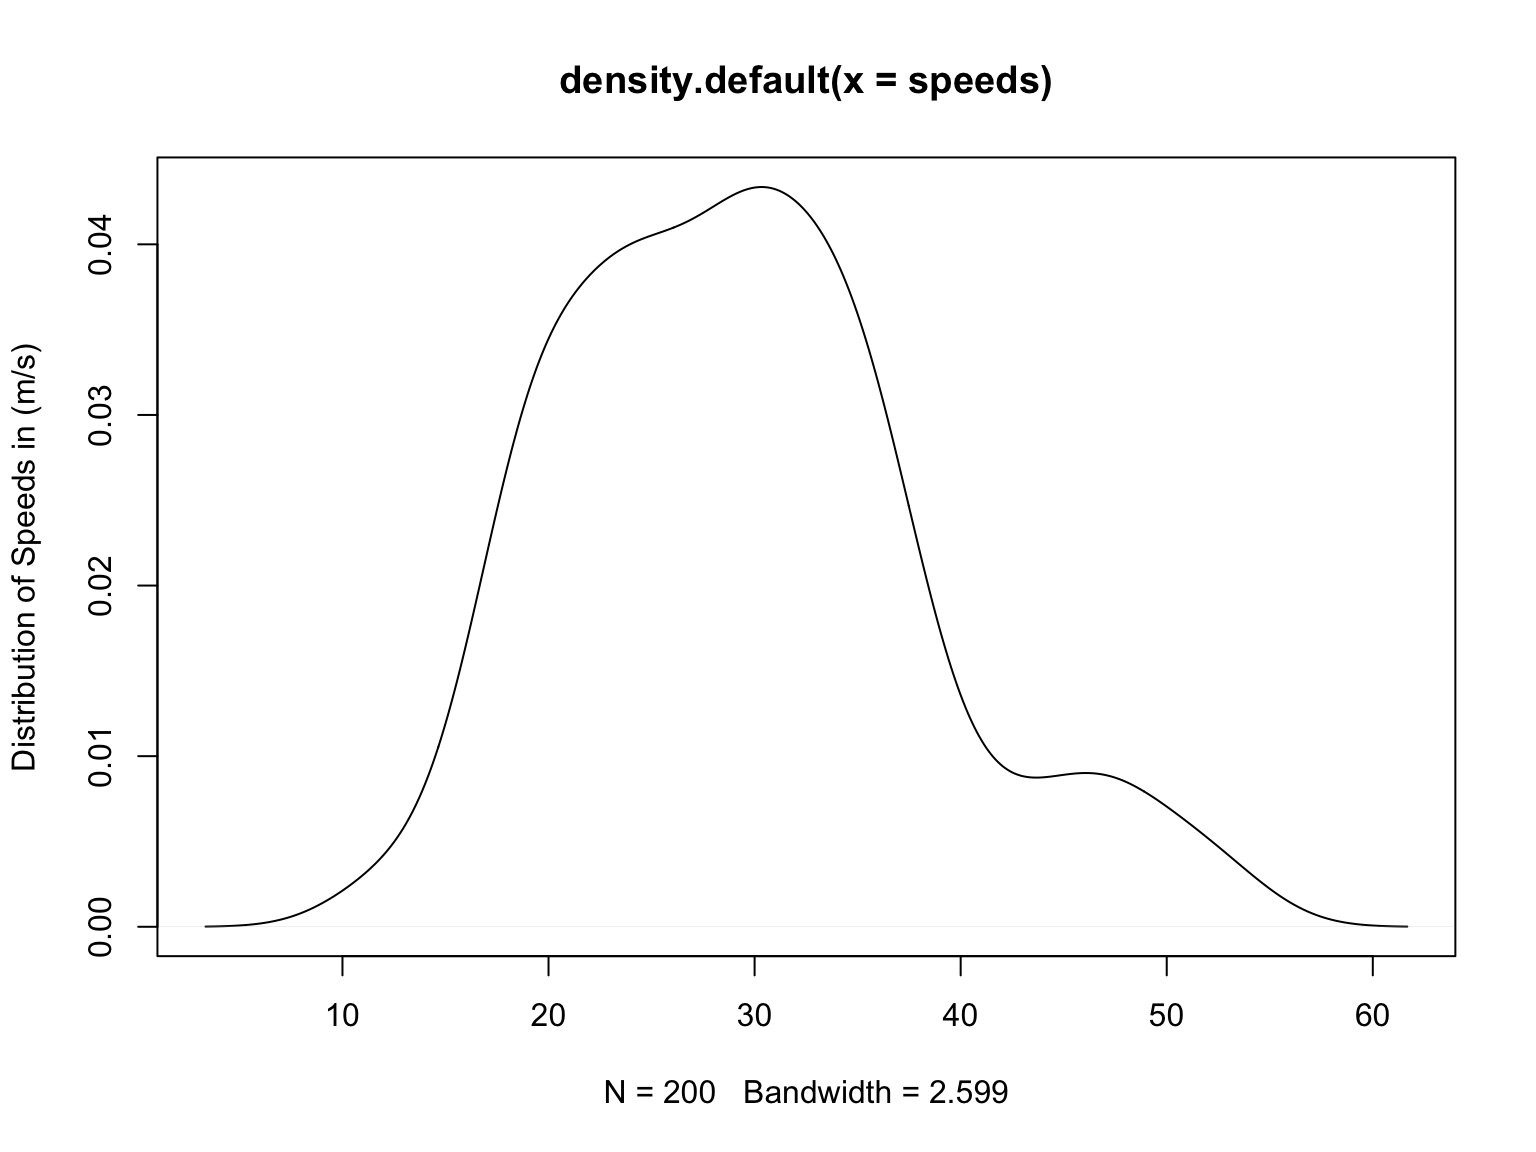 density.default(x = speeds)
Distribution of Speeds in (m/s)
0.04
0.03
0.02
0.01
0.00
10 20 30 40 50 60
N = 200 Bandwidth = 2.599